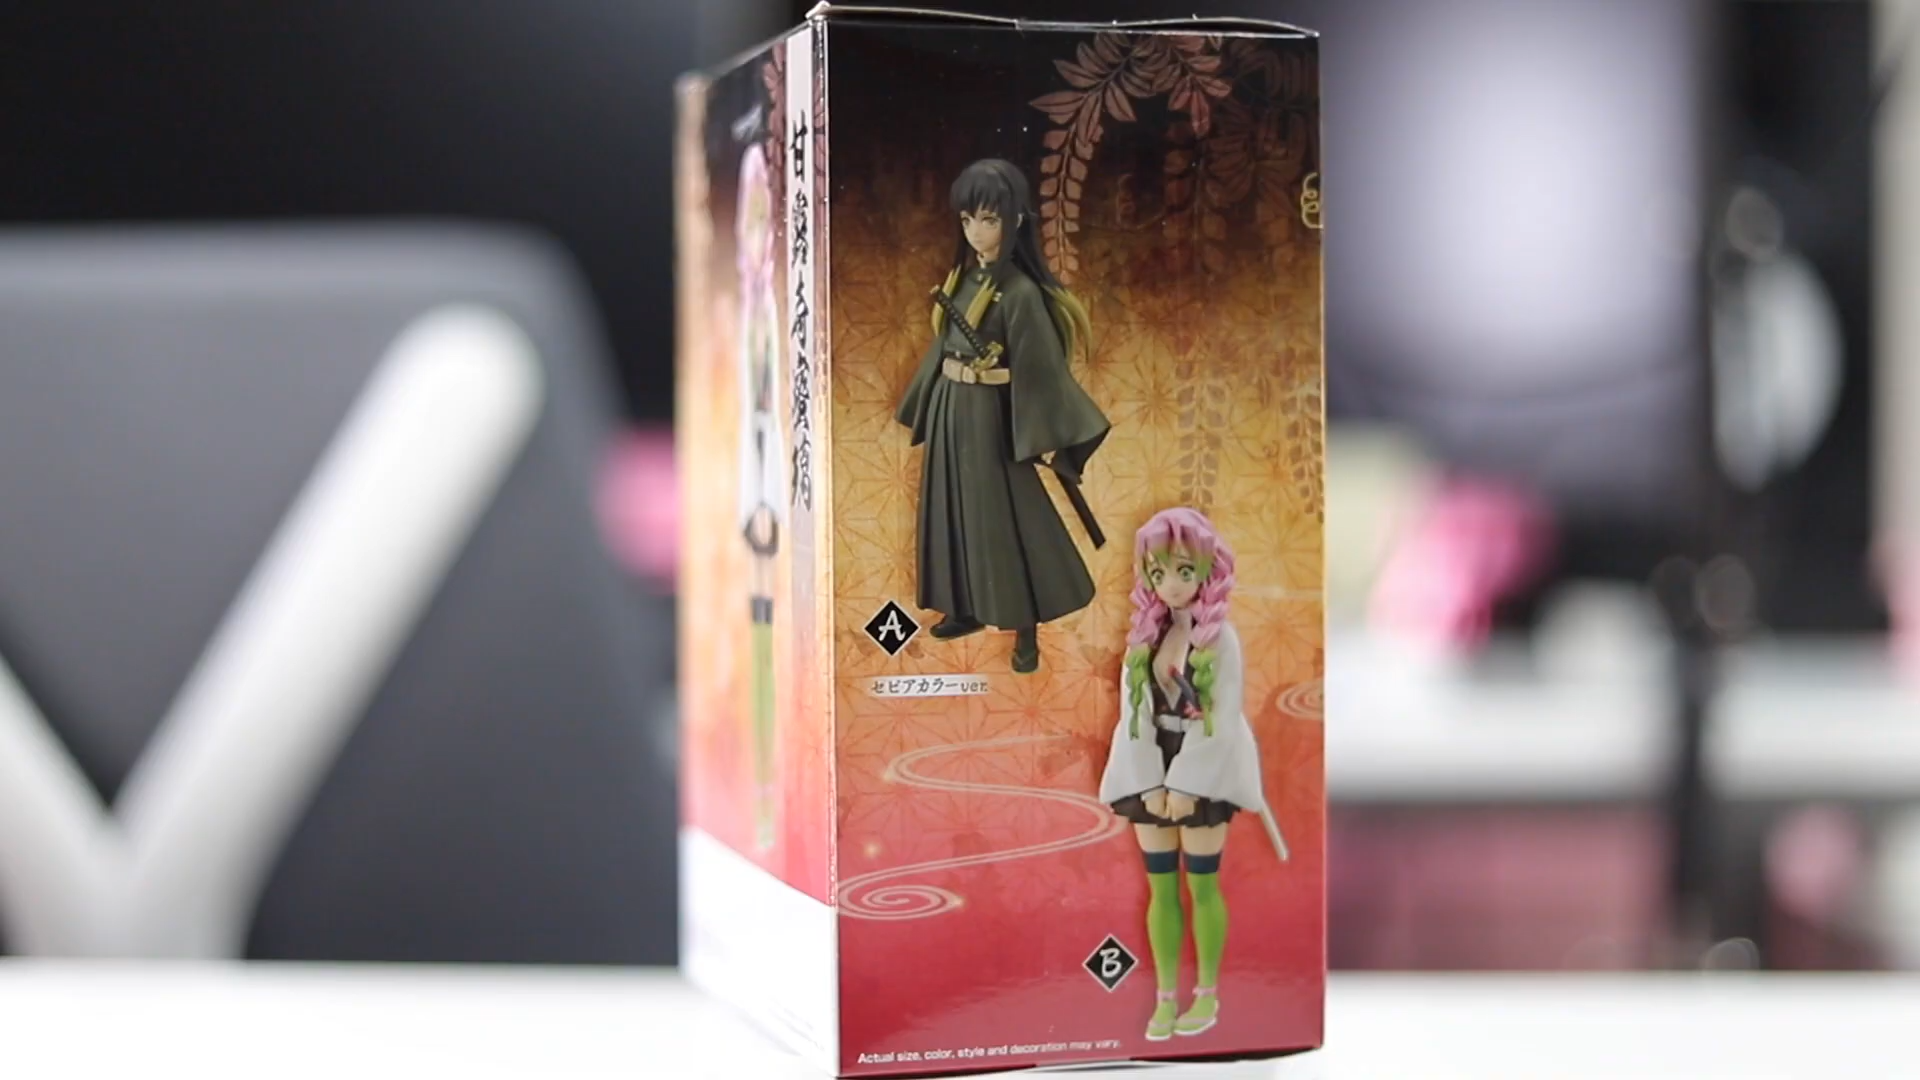 甘露寺蜜璃
A
セピアカラーver.
B
Actual size, color, style and decoration may vary.